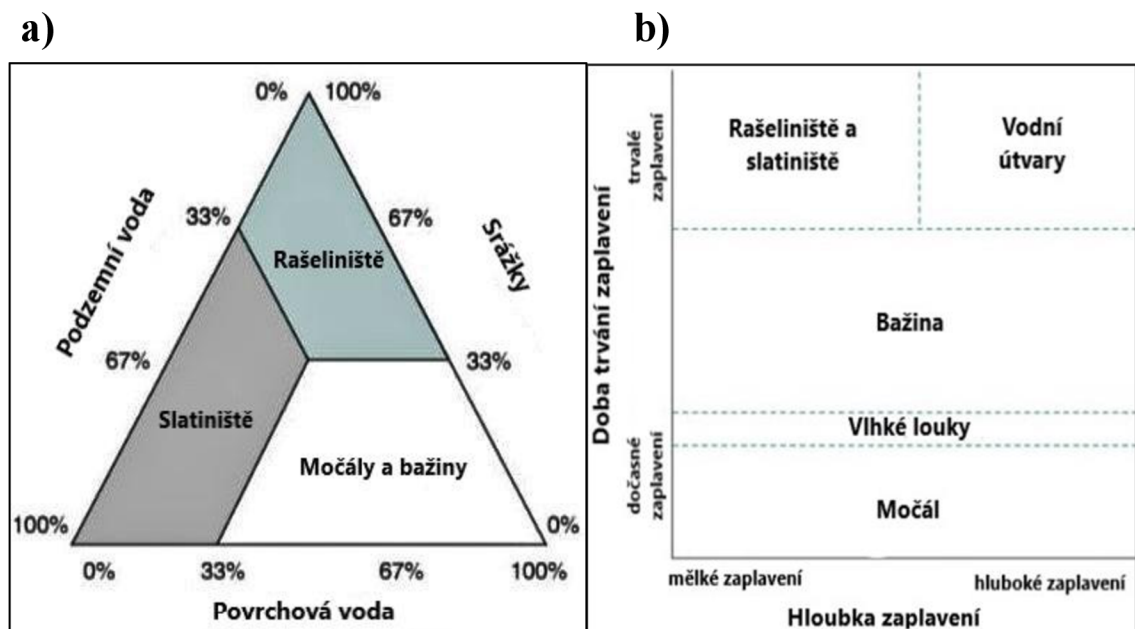 a)
0%
100%
33%
67%
Podzemní voda
Srážky
Rašeliniště
67%
33%
Slatiniště
Močály a bažiny
100%
0%
0%
33%
67%
100%
Povrchová voda
b)
Doba trvání zaplavení
trvalé
zaplavení
dočasné
zaplavení
Rašeliniště a
slatiniště
Vodní
útvary
Bažina
Vlhké louky
Močál
mělké zaplavení
hluboké zaplavení
Hloubka zaplavení